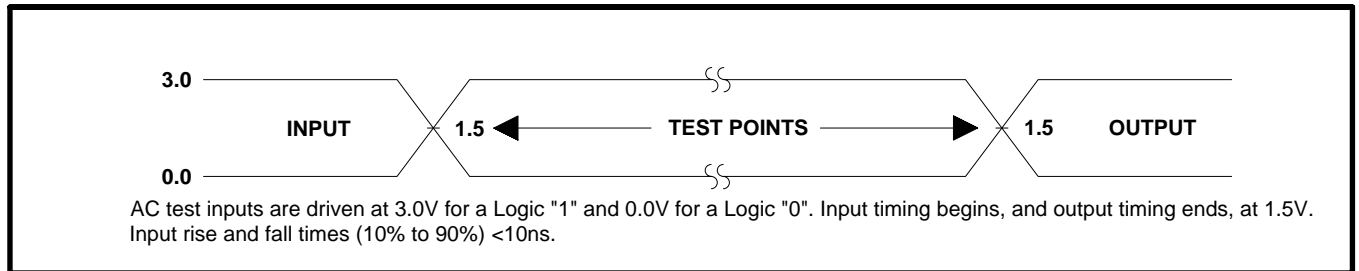 3.0
INPUT 1.5 TEST POINTS 1.5 OUTPUT
0.0
AC test inputs are driven at 3.0V for a Logic "1" and 0.0V for a Logic "0". Input timing begins, and output timing ends, at 1.5V.
Input rise and fall times (10% to 90%) <10ns.